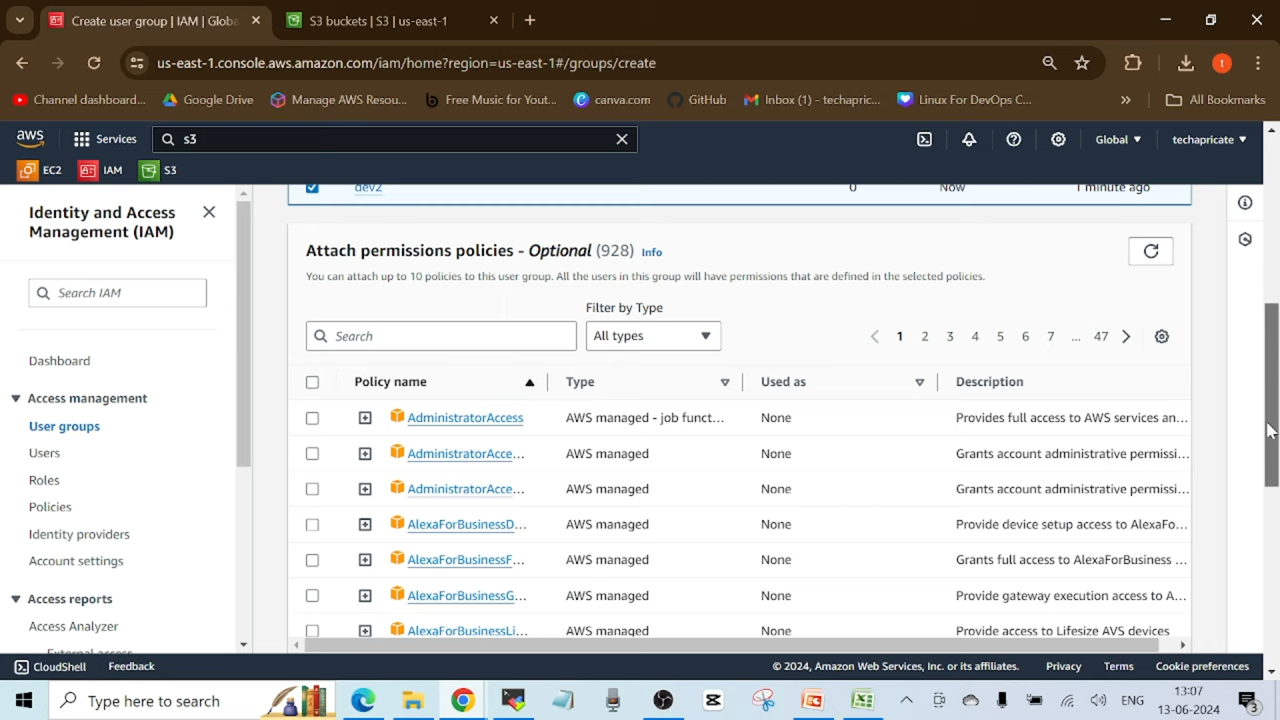 Create user group | IAM | Globa
S3 buckets | S3 | us-east-1
us-east-1.console.aws.amazon.com/iam/home?region=us-east-1#/groups/create
t
Channel dashboard... Google Drive Manage AWS Resou... Free Music for Yout... canva.com GitHub Inbox (1) - techapric... Linux For DevOps C... » All Bookmarks
aws Services s3 Global techapricate
EC2 IAM S3
dev2 0 Now 1 minute ago
Identity and Access
Management (IAM)
Search IAM
Dashboard
Access management
User groups
Users
Roles
Policies
Identity providers
Account settings
Access reports
Access Analyzer
External access
Attach permissions policies - Optional (928) Info
You can attach up to 10 policies to this user group. All the users in this group will have permissions that are defined in the selected policies.
Filter by Type
Search All types 1 2 3 4 5 6 7 ... 47
Policy name Type Used as Description
AdministratorAccess AWS managed - job funct... None Provides full access to AWS services an...
AdministratorAcce... AWS managed None Grants account administrative permissi...
AdministratorAcce... AWS managed None Grants account administrative permissi...
AlexaForBusinessD... AWS managed None Provide device setup access to AlexaFo...
AlexaForBusinessF... AWS managed None Grants full access to AlexaForBusiness ...
AlexaForBusinessG... AWS managed None Provide gateway execution access to A...
AlexaForBusinessLi... AWS managed None Provide access to Lifesize AVS devices
CloudShell Feedback © 2024, Amazon Web Services, Inc. or its affiliates. Privacy Terms Cookie preferences
Type here to search ENG 13:07
13-06-2024 3